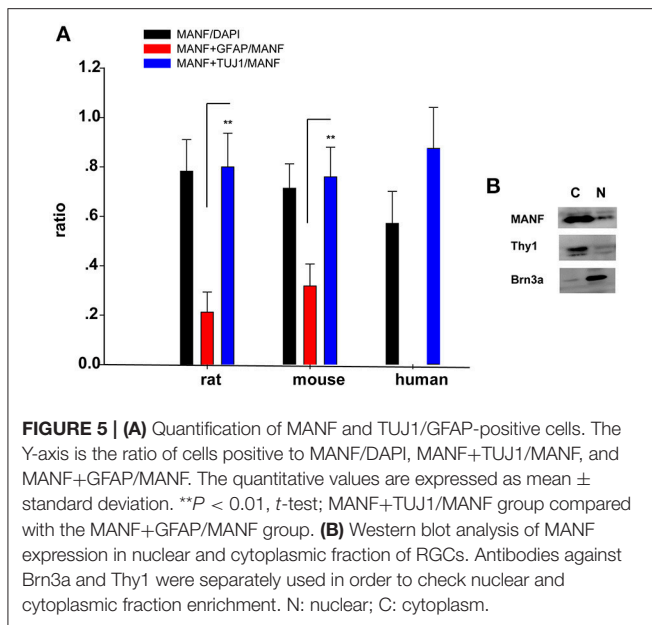 A
MANF/DAPI
MANF+GFAP/MANF
MANF+TUJ1/MANF
1.2
1.0
.8
.6
.4
.2
0.0
ratio
**
**
rat mouse human
B
C N
MANF
Thy1
Brn3a
FIGURE 5 | (A) Quantification of MANF and TUJ1/GFAP-positive cells. The
Y-axis is the ratio of cells positive to MANF/DAPI, MANF+TUJ1/MANF, and
MANF+GFAP/MANF. The quantitative values are expressed as mean ±
standard deviation. **P < 0.01, t-test; MANF+TUJ1/MANF group compared
with the MANF+GFAP/MANF group. (B) Western blot analysis of MANF
expression in nuclear and cytoplasmic fraction of RGCs. Antibodies against
Brn3a and Thy1 were separately used in order to check nuclear and
cytoplasmic fraction enrichment. N: nuclear; C: cytoplasm.